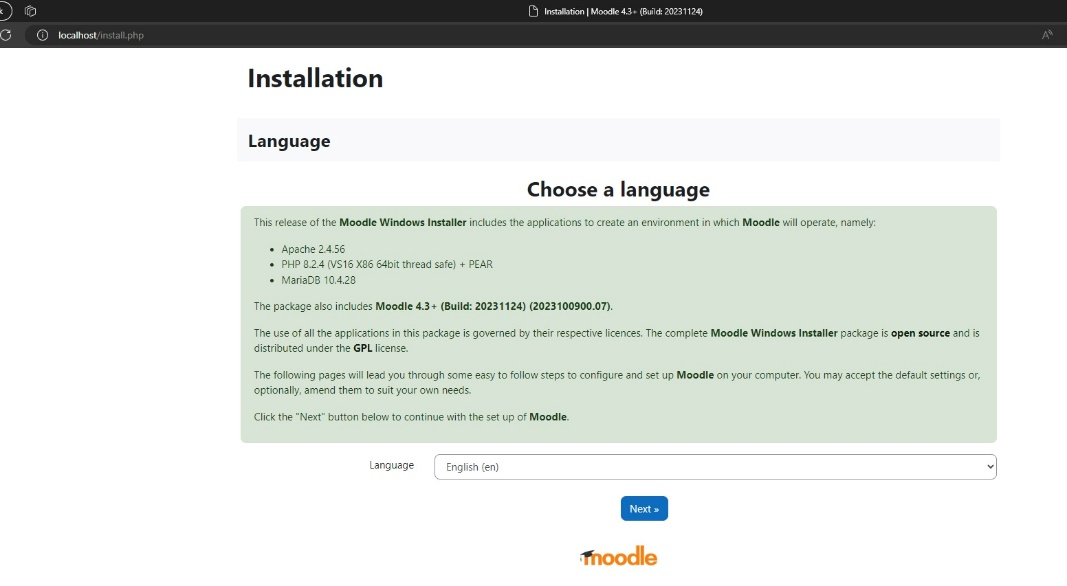 Installation | Moodle 4.3+ (Build: 20231124)
localhost/install.php
Installation
Language
Choose a language
This release of the Moodle Windows Installer includes the applications to create an environment in which Moodle will operate, namely:
• Apache 2.4.56
• PHP 8.2.4 (VS16 X86 64bit thread safe) + PEAR
• MariaDB 10.4.28
The package also includes Moodle 4.3+ (Build: 20231124) (2023100900.07).
The use of all the applications in this package is governed by their respective licences. The complete Moodle Windows Installer package is open source and is
distributed under the GPL license.
The following pages will lead you through some easy to follow steps to configure and set up Moodle on your computer. You may accept the default settings or,
optionally, amend them to suit your own needs.
Click the "Next" button below to continue with the set up of Moodle.
Language English (en)
Next »
moodle